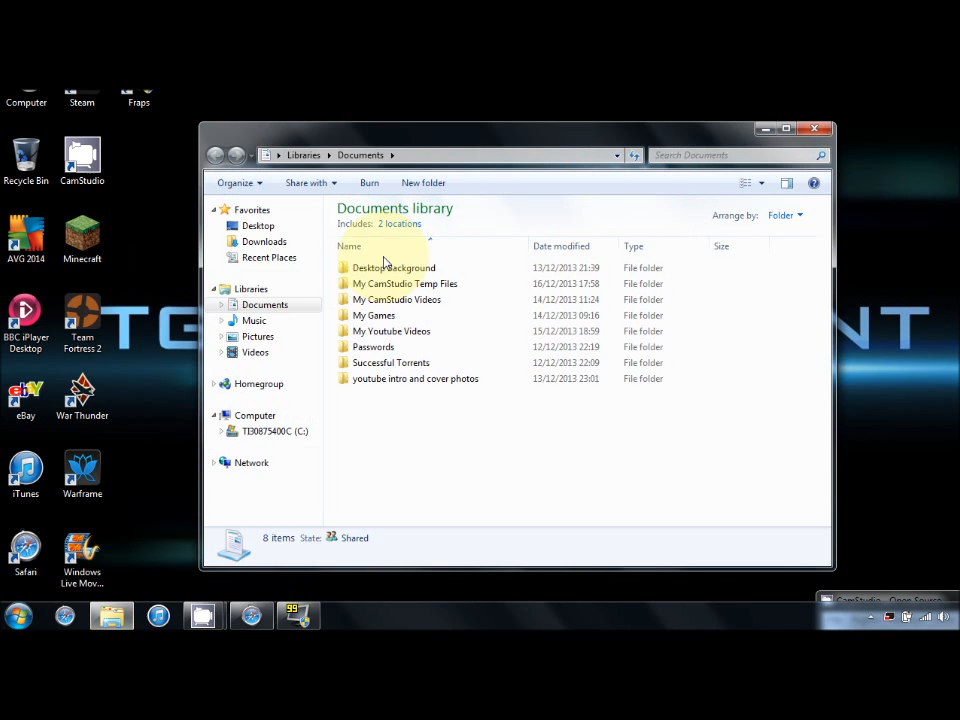 Computer
Steam
Fraps
Recycle Bin
CamStudio
AVG 2014
Minecraft
BBC iPlayer
Desktop
Team
Fortress 2
eBay
War Thunder
iTunes
Warframe
Safari
Windows
Live Mov...
Libraries
Documents
Search Documents
Organize
Share with
Burn
New folder
Favorites
Desktop
Downloads
Recent Places
Libraries
Documents
Music
Pictures
Videos
Homegroup
Computer
TI30875400C (C:)
Network
Documents library
Includes: 2 locations
Arrange by: Folder
Name Date modified Type Size
Desktop Background 13/12/2013 21:39 File folder
My CamStudio Temp Files 16/12/2013 17:58 File folder
My CamStudio Videos 14/12/2013 11:24 File folder
My Games 14/12/2013 09:16 File folder
My Youtube Videos 15/12/2013 18:59 File folder
Passwords 12/12/2013 22:19 File folder
Successful Torrents 12/12/2013 22:09 File folder
youtube intro and cover photos 13/12/2013 23:01 File folder
8 items State: Shared
CamStudio - Open Source
99